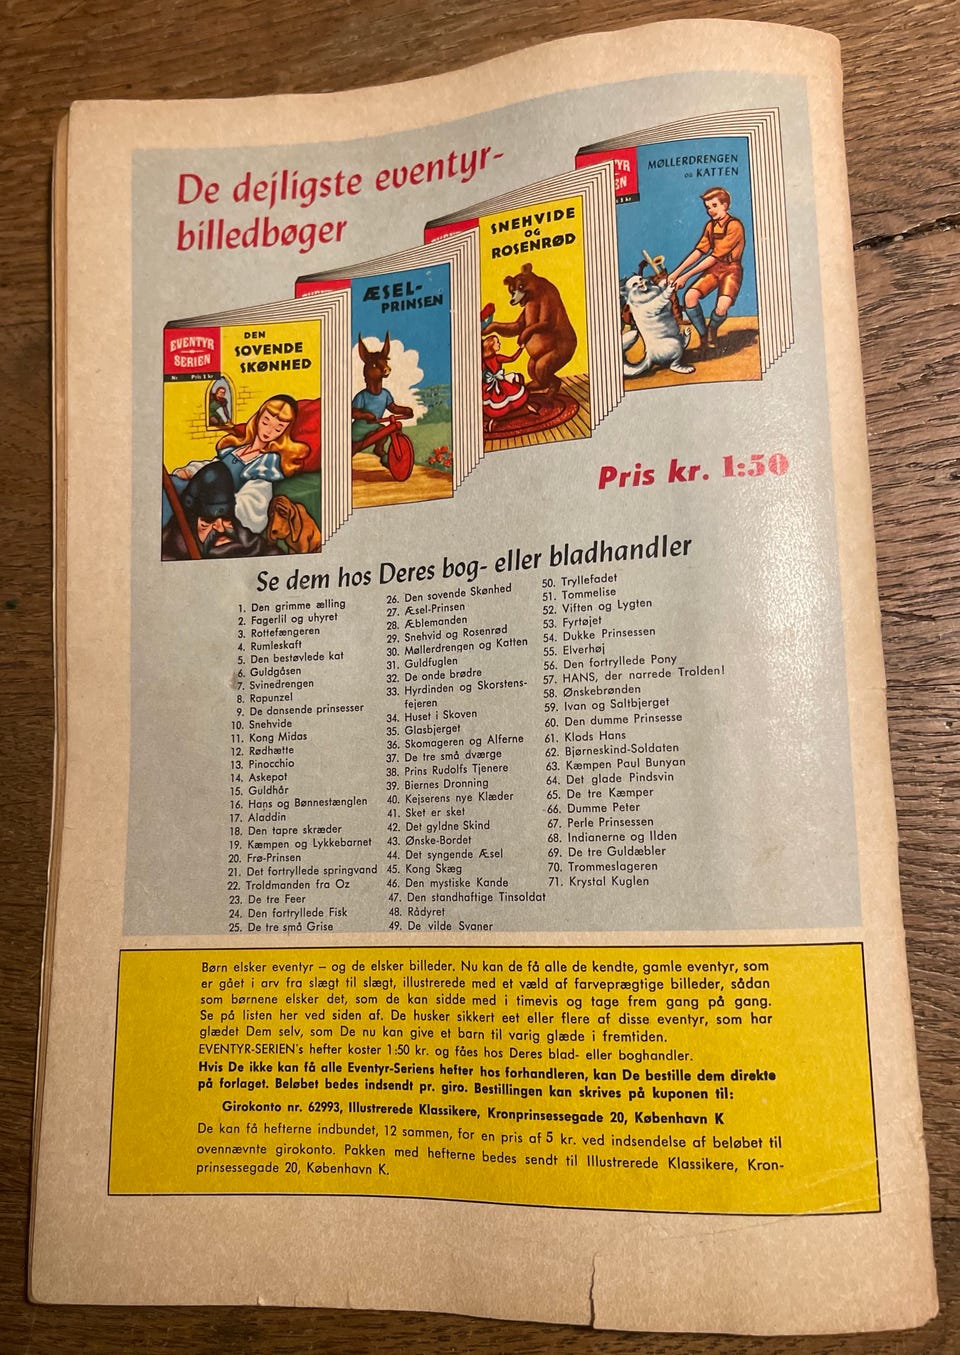 De dejligste eventyr-
billedbøger
EVENTYR
SERIEN
Nr. Pris 1 kr
DEN
SOVENDE
SKØNHED
ÆSEL-
PRINSEN
SNEHVIDE
OG
ROSENRØD
MØLLERDRENGEN
OG KATTEN
Pris kr. 1:50
Se dem hos Deres bog- eller bladhandler
1. Den grimme ælling
2. Fagerlil og uhyret
3. Rottefængeren
4. Rumleskaft
5. Den bestøvlede kat
6. Guldgåsen
7. Svinedrengen
8. Rapunzel
9. De dansende prinsesser
10. Snehvide
11. Kong Midas
12. Rødhætte
13. Pinocchio
14. Askepot
15. Guldhår
16. Hans og Bønnestænglen
17. Aladdin
18. Den tapre skræder
19. Kæmpen og Lykkebarnet
20. Frø-Prinsen
21. Det fortryllede springvand
22. Troldmanden fra Oz
23. De tre Feer
24. Den fortryllede Fisk
25. De tre små Grise
26. Den sovende Skønhed
27. Æsel-Prinsen
28. Æblemanden
29. Snehvid og Rosenrød
30. Møllerdrengen og Katten
31. Guldfuglen
32. De onde brødre
33. Hyrdinden og Skorstens-
fejeren
34. Huset i Skoven
35. Glasbjerget
36. Skomageren og Alferne
37. De tre små dværge
38. Prins Rudolfs Tjenere
39. Biernes Dronning
40. Kejserens nye Klæder
41. Sket er sket
42. Det gyldne Skind
43. Ønske-Bordet
44. Det syngende Æsel
45. Kong Skæg
46. Den mystiske Kande
47. Den standhaftige Tinsoldat
48. Rådyret
49. De vilde Svaner
50. Tryllefadet
51. Tommelise
52. Viften og Lygten
53. Fyrtøjet
54. Dukke Prinsessen
55. Elverhøj
56. Den fortryllede Pony
57. HANS, der narrede Trolden!
58. Ønskebrønden
59. Ivan og Saltbjerget
60. Den dumme Prinsesse
61. Klods Hans
62. Bjørneskind-Soldaten
63. Kæmpen Paul Bunyan
64. Det glade Pindsvin
65. De tre Kæmper
66. Dumme Peter
67. Perle Prinsessen
68. Indianerne og Ilden
69. De tre Guldæbler
70. Trommeslageren
71. Krystal Kuglen
Børn elsker eventyr – og de elsker billeder. Nu kan de få alle de kendte, gamle eventyr, som
er gået i arv fra slægt til slægt, illustrerede med et væld af farveprægtige billeder, sådan
som børnene elsker det, som de kan sidde med i timevis og tage frem gang på gang.
Se på listen her ved siden af. De husker sikkert eet eller flere af disse eventyr, som har
glædet Dem selv, som De nu kan give et barn til varig glæde i fremtiden.
EVENTYR-SERIEN's hefter koster 1:50 kr. og fåes hos Deres blad- eller boghandler.
Hvis De ikke kan få alle Eventyr-Seriens hefter hos forhandleren, kan De bestille dem direkte
på forlaget. Beløbet bedes indsendt pr. giro. Bestillingen kan skrives på kuponen til:
Girokonto nr. 62993, Illustrerede Klassikere, Kronprinsessegade 20, København K
De kan få hefterne indbundet, 12 sammen, for en pris af 5 kr. ved indsendelse af beløbet til
ovennævnte girokonto. Pakken med hefterne bedes sendt til Illustrerede Klassikere, Kron-
prinsessegade 20, København K.